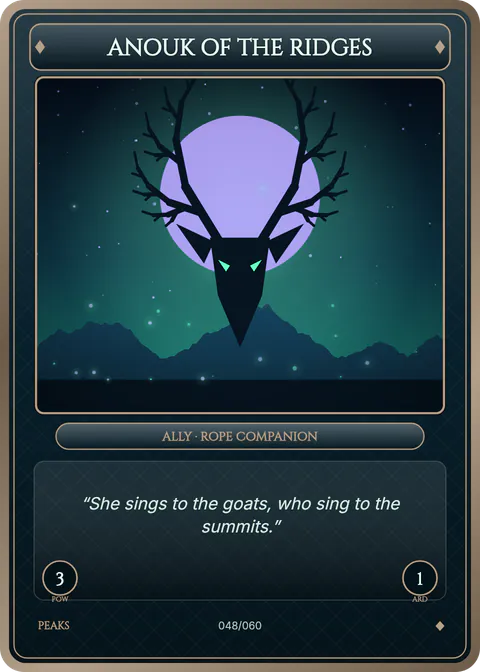 ANOUK OF THE RIDGES
ALLY · ROPE COMPANION
“She sings to the goats, who sing to the
summits.”
3
POW
1
ARD
PEAKS
048/060